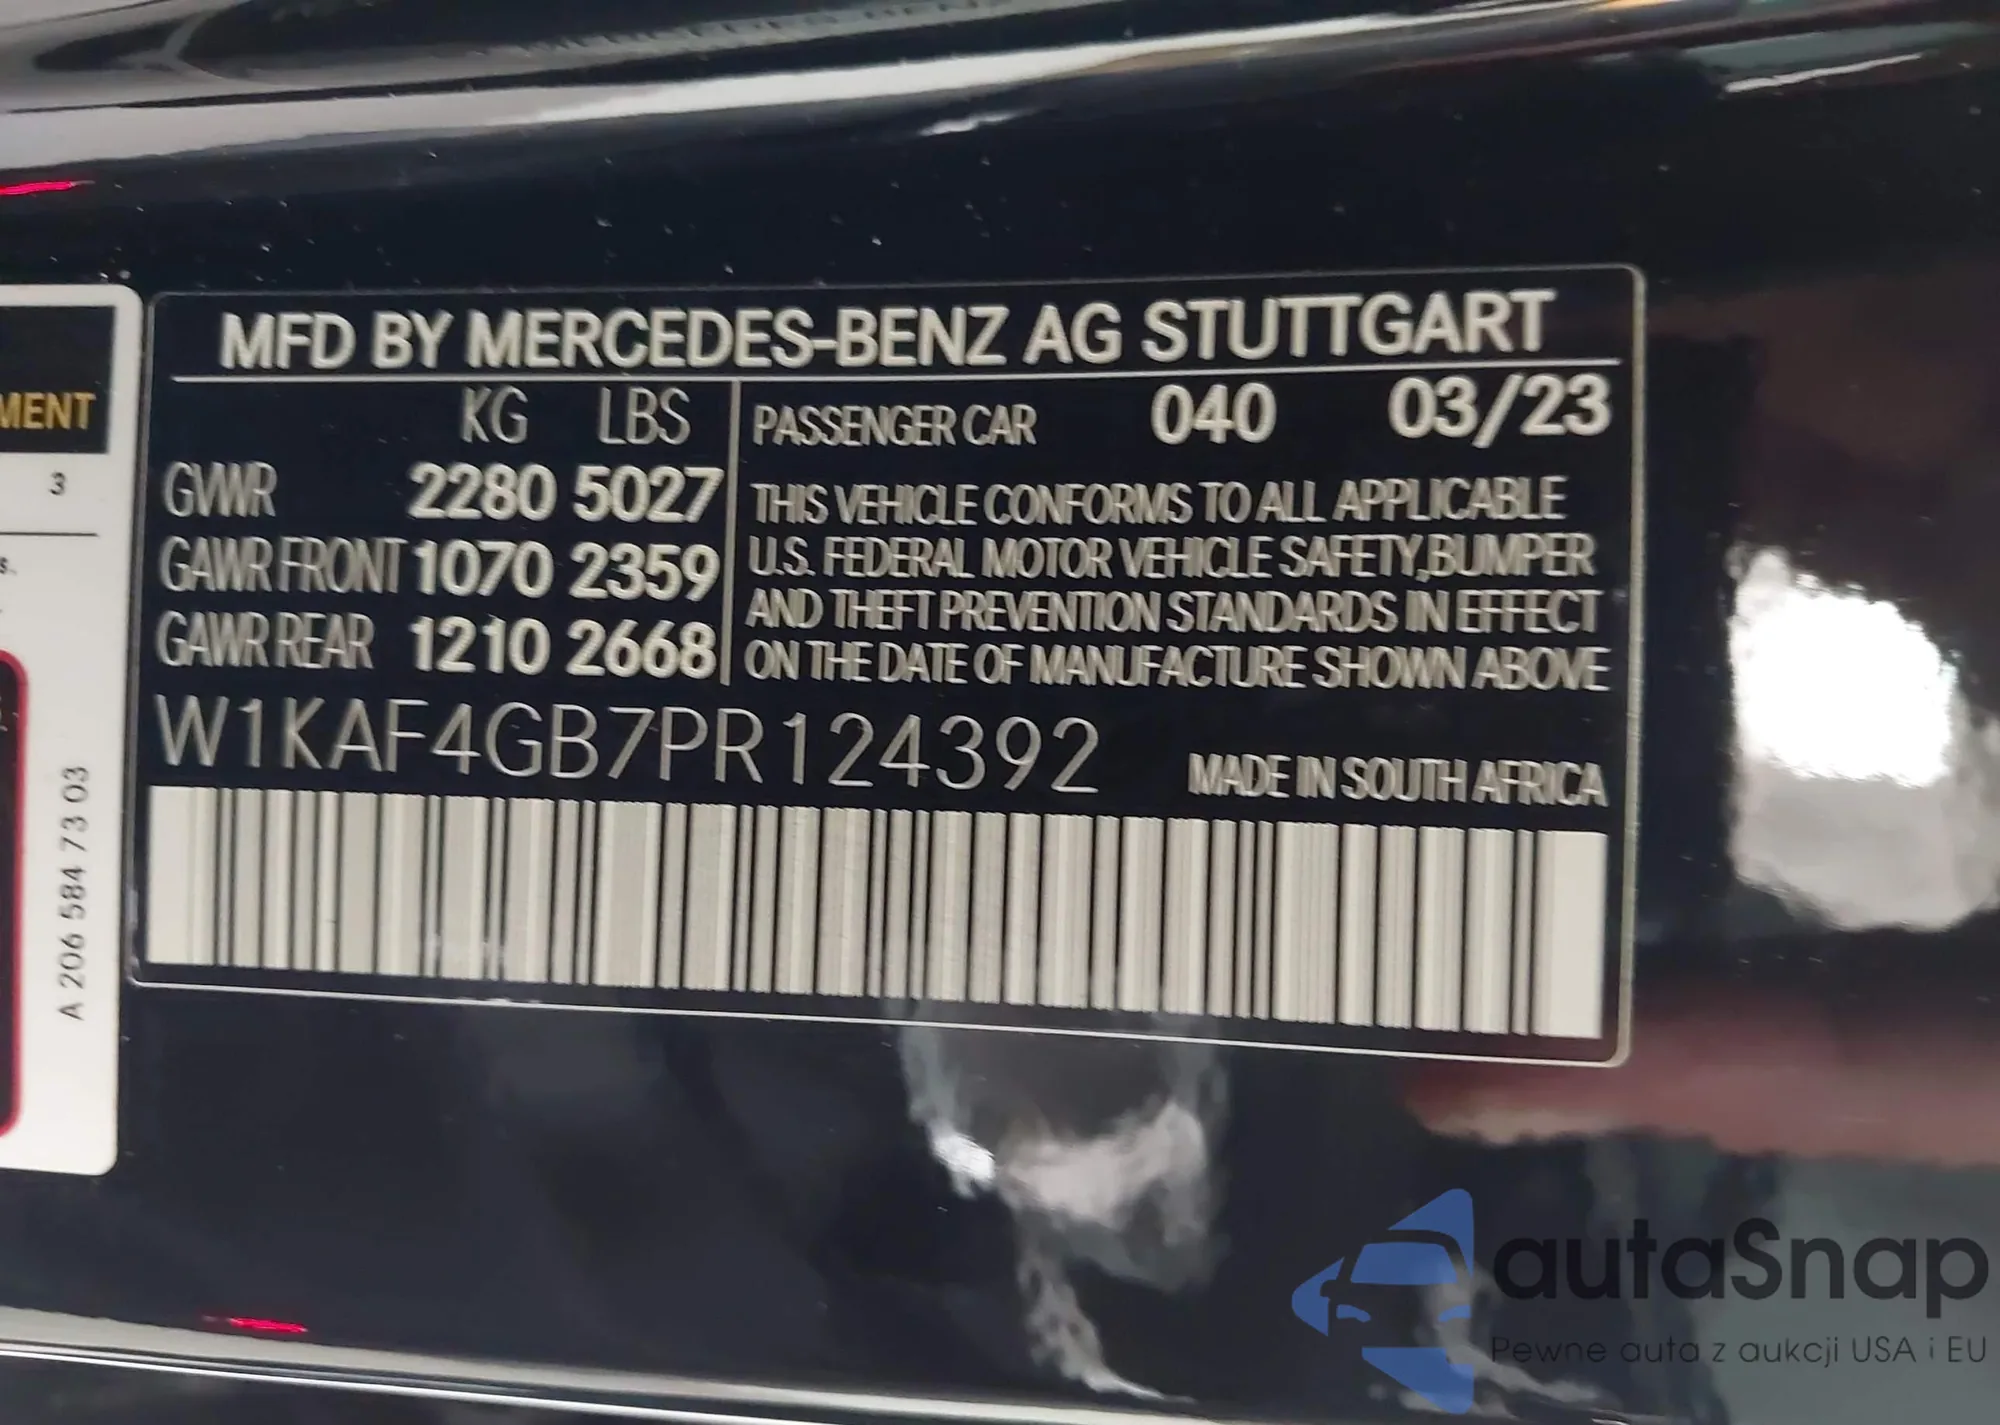 MENT
3
s.
A 206 584 73 03
MFD BY MERCEDES-BENZ AG STUTTGART
KG LBS
GVWR 2280 5027
GAWR FRONT 1070 2359
GAWR REAR 1210 2668
PASSENGER CAR 040 03/23
THIS VEHICLE CONFORMS TO ALL APPLICABLE
U.S. FEDERAL MOTOR VEHICLE SAFETY,BUMPER
AND THEFT PREVENTION STANDARDS IN EFFECT
ON THE DATE OF MANUFACTURE SHOWN ABOVE
W1KAF4GB7PR124392
MADE IN SOUTH AFRICA
autaSnap
Pewne auta z aukcji USA i EU